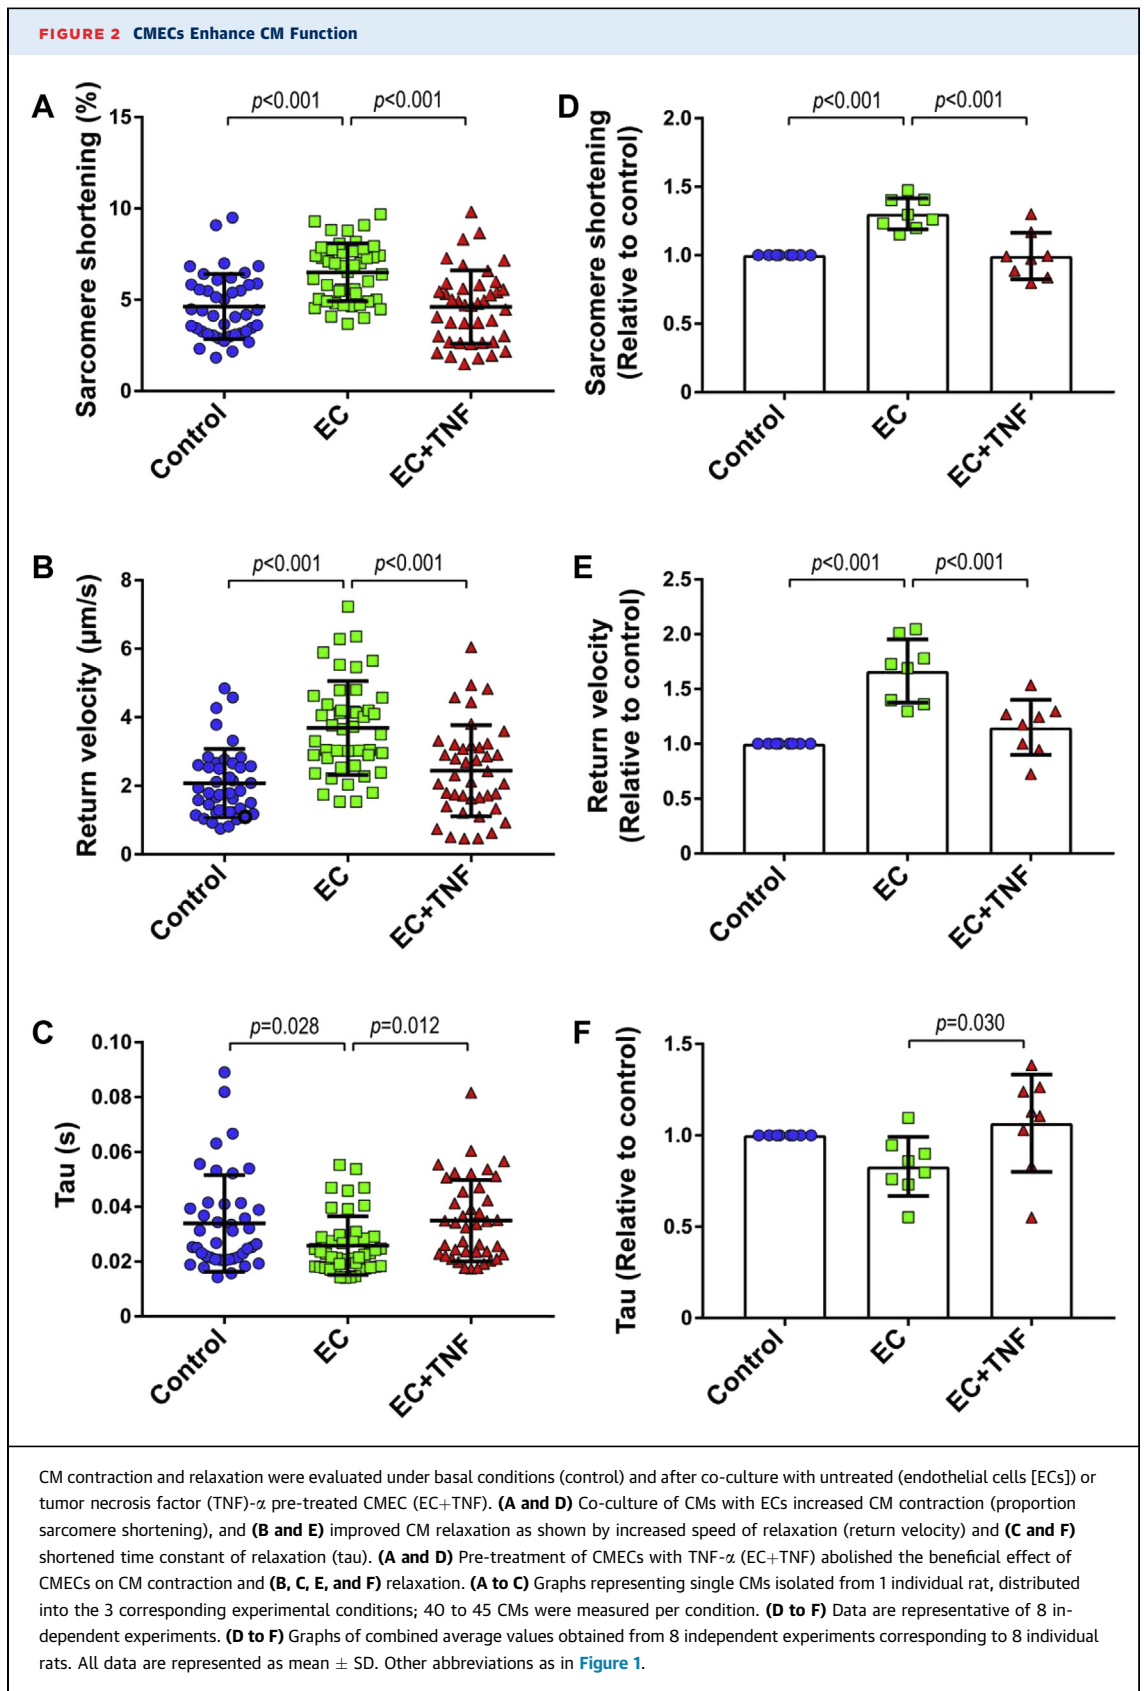 FIGURE 2 CMECs Enhance CM Function
A
Sarcomere shortening (%)
15
10
5
0
p<0.001
p<0.001
Control
EC
EC+TNF
D
Sarcomere shortening
(Relative to control)
2.0
1.5
1.0
0.5
0
p<0.001
p<0.001
Control
EC
EC+TNF
B
Return velocity (μm/s)
8
6
4
2
0
p<0.001
p<0.001
Control
EC
EC+TNF
E
Return velocity
(Relative to control)
2.5
2.0
1.5
1.0
0.5
0
p<0.001
p<0.001
Control
EC
EC+TNF
C
Tau (s)
0.10
0.08
0.06
0.04
0.02
0
p=0.028
p=0.012
Control
EC
EC+TNF
F
Tau (Relative to control)
1.5
1.0
0.5
0
p=0.030
Control
EC
EC+TNF
CM contraction and relaxation were evaluated under basal conditions (control) and after co-culture with untreated (endothelial cells [ECs]) or
tumor necrosis factor (TNF)-α pre-treated CMEC (EC+TNF). (A and D) Co-culture of CMs with ECs increased CM contraction (proportion
sarcomere shortening), and (B and E) improved CM relaxation as shown by increased speed of relaxation (return velocity) and (C and F)
shortened time constant of relaxation (tau). (A and D) Pre-treatment of CMECs with TNF-α (EC+TNF) abolished the beneficial effect of
CMECs on CM contraction and (B, C, E, and F) relaxation. (A to C) Graphs representing single CMs isolated from 1 individual rat, distributed
into the 3 corresponding experimental conditions; 40 to 45 CMs were measured per condition. (D to F) Data are representative of 8 in-
dependent experiments. (D to F) Graphs of combined average values obtained from 8 independent experiments corresponding to 8 individual
rats. All data are represented as mean ± SD. Other abbreviations as in Figure 1.